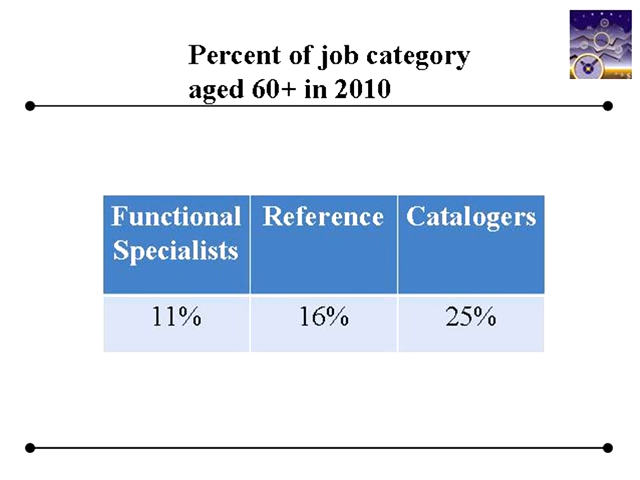 Percent of job category
aged 60+ in 2010
Functional Specialists
Reference
Catalogers
11%
16%
25%